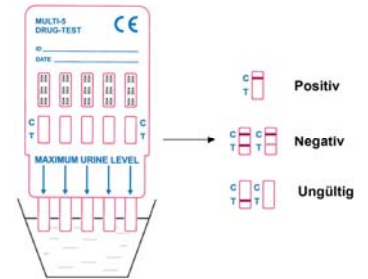 MULTI-5
DRUG-TEST
CE
ID
DATE
C
T
C
T
MAXIMUM URINE LEVEL
C
T
Positiv
C
T
C
T
Negativ
C
T
C
T
Ungültig